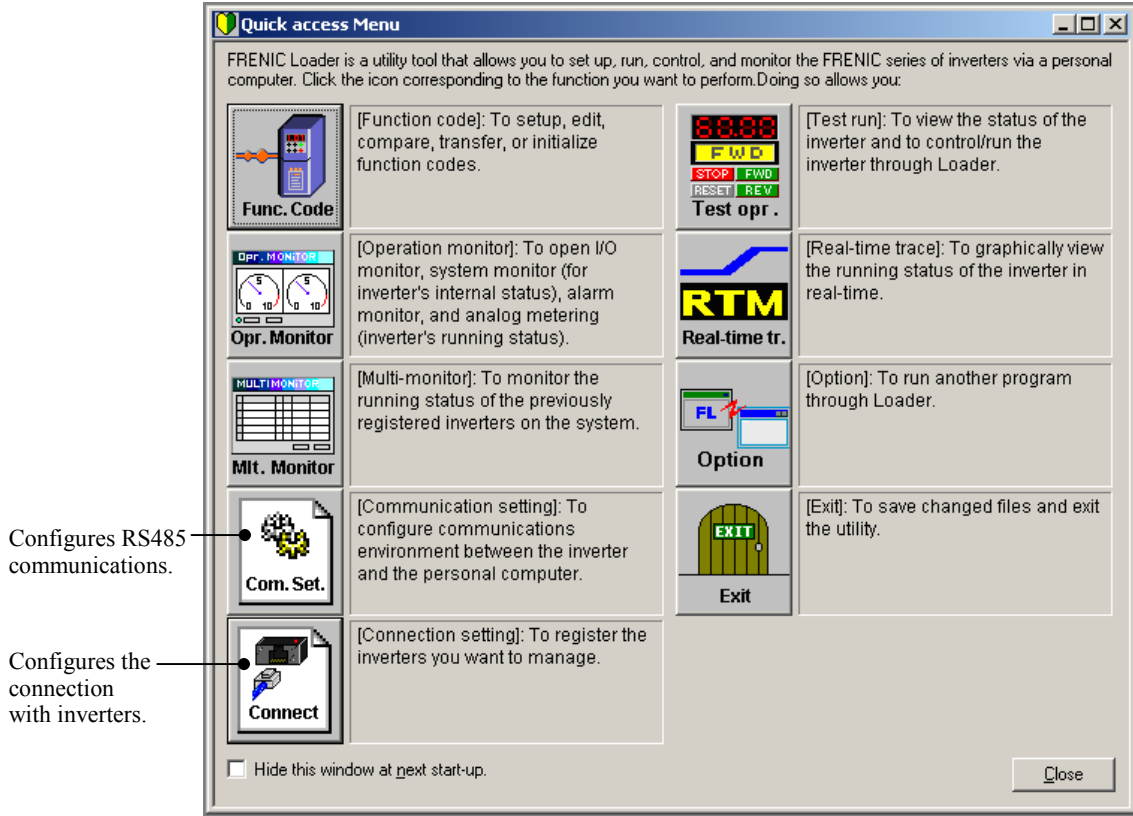 Quick access Menu
FRENIC Loader is a utility tool that allows you to set up, run, control, and monitor the FRENIC series of inverters via a personal
computer. Click the icon corresponding to the function you want to perform.Doing so allows you:
Func. Code
[Function code]: To setup, edit,
compare, transfer, or initialize
function codes.
Opr. MONITOR
5
0 10
5
0 10
Opr. Monitor
[Operation monitor]: To open I/O
monitor, system monitor (for
inverter's internal status), alarm
monitor, and analog metering
(inverter's running status).
MULTI MONITOR
Mlt. Monitor
[Multi-monitor]: To monitor the
running status of the previously
registered inverters on the system.
Configures RS485
communications.
Com. Set.
[Communication setting]: To
configure communications
environment between the inverter
and the personal computer.
Configures the
connection
with inverters.
Connect
[Connection setting]: To register the
inverters you want to manage.
88.88
FWD
STOP FWD
RESET REV
Test opr.
[Test run]: To view the status of the
inverter and to control/run the
inverter through Loader.
RTM
Real-time tr.
[Real-time trace]: To graphically view
the running status of the inverter in
real-time.
FL
Option
[Option]: To run another program
through Loader.
EXIT
Exit
[Exit]: To save changed files and exit
the utility.
Hide this window at next start-up.
Close